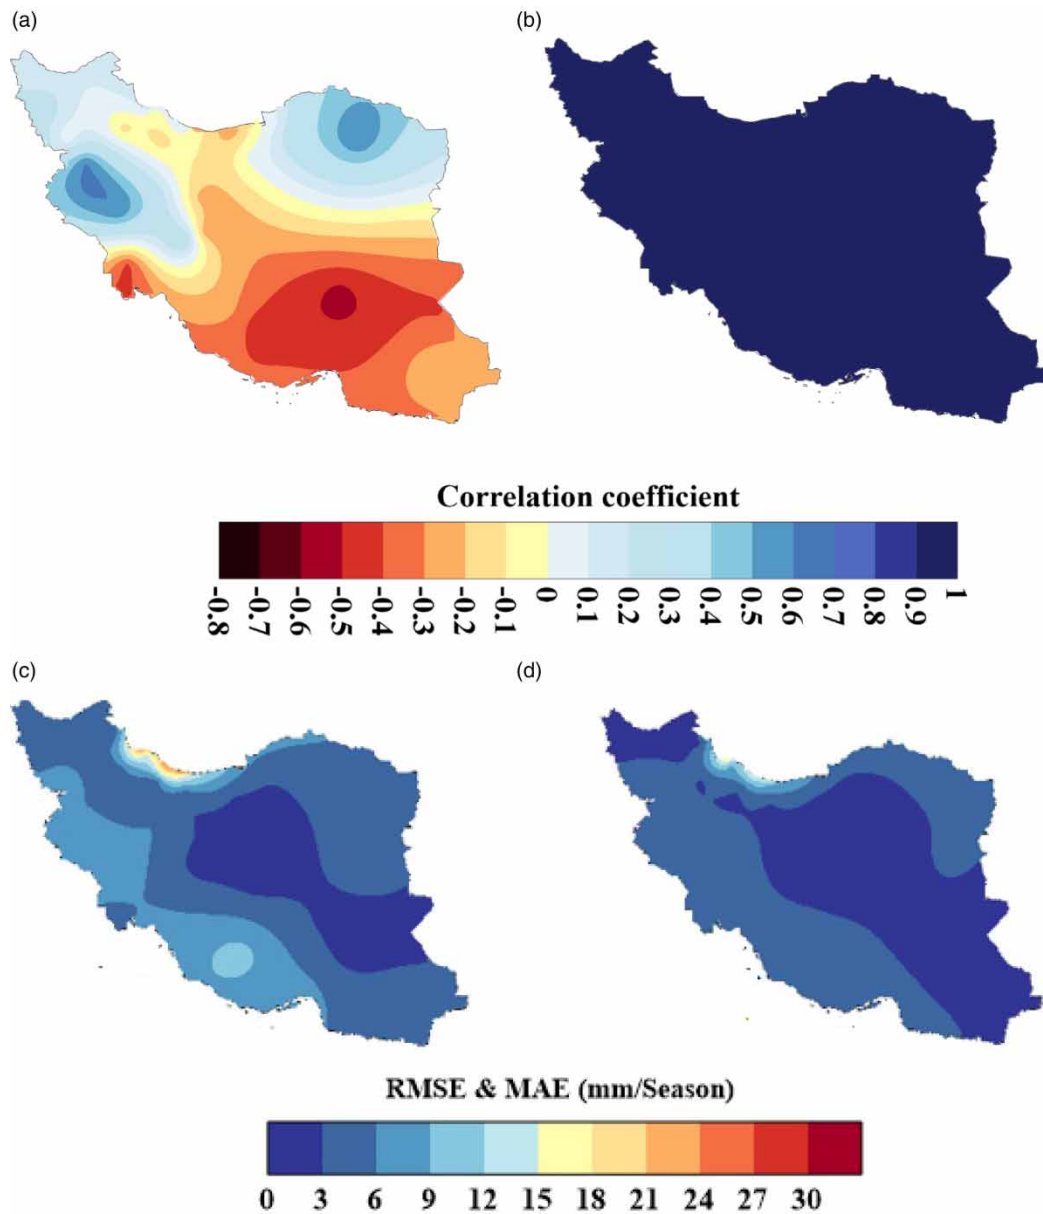 (a)
(b)
Correlation coefficient
-0.8 -0.7 -0.6 -0.5 -0.4 -0.3 -0.2 -0.1 0 0.1 0.2 0.3 0.4 0.5 0.6 0.7 0.8 0.9 1
(c)
(d)
RMSE & MAE (mm/Season)
0 3 6 9 12 15 18 21 24 27 30